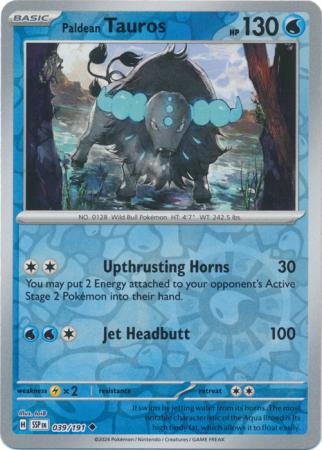 BASIC
Paldean Tauros HP 130
NO. 0128 Wild Bull Pokémon HT: 4'7" WT: 242.5 lbs.
Upthrusting Horns 30
You may put 2 Energy attached to your opponent's Active
Stage 2 Pokémon into their hand.
Jet Headbutt 100
weakness ×2 resistance retreat
It swims by jetting water from its horns. The most
notable characteristic of the Aqua Breed is its
high body fat, which allows it to float easily.
H SSP EN 039/191
©2024 Pokémon / Nintendo / Creatures / GAME FREAK